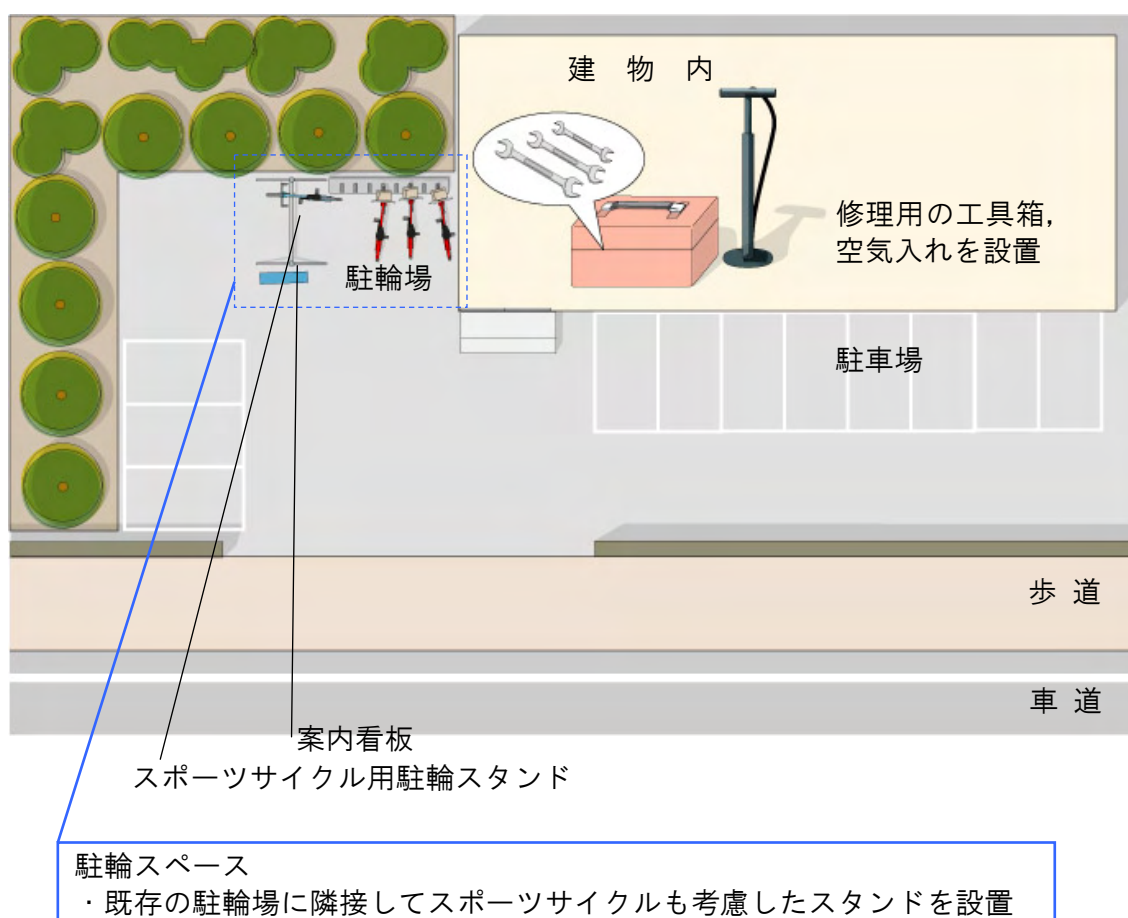 建 物 内
修理用の工具箱，
空気入れを設置
駐輪場
駐車場
歩 道
車 道
案内看板
スポーツサイクル用駐輪スタンド
駐輪スペース
・既存の駐輪場に隣接してスポーツサイクルも考慮したスタンドを設置